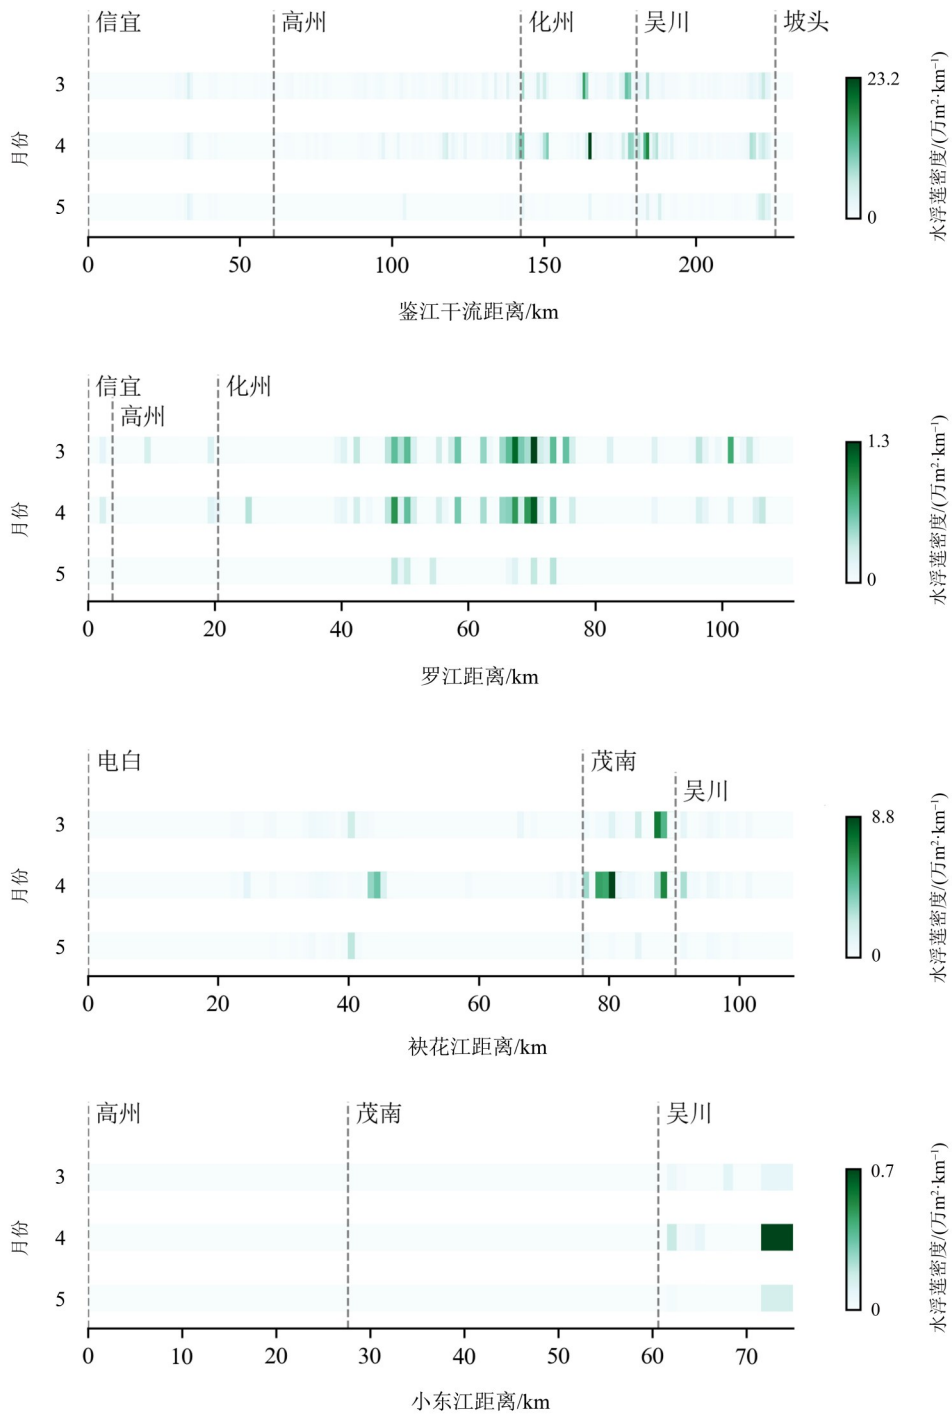 信宜 高州 化州 吴川 坡头
3
4
5
月份
23.2
0
水浮莲密度/(万m²·km⁻¹)
0 50 100 150 200
鉴江干流距离/km
信宜 化州
高州
3
4
5
月份
1.3
0
水浮莲密度/(万m²·km⁻¹)
0 20 40 60 80 100
罗江距离/km
电白 茂南
吴川
3
4
5
月份
8.8
0
水浮莲密度/(万m²·km⁻¹)
0 20 40 60 80 100
袂花江距离/km
高州 茂南 吴川
3
4
5
月份
0.7
0
水浮莲密度/(万m²·km⁻¹)
0 10 20 30 20 40 50 60 70
小东江距离/km